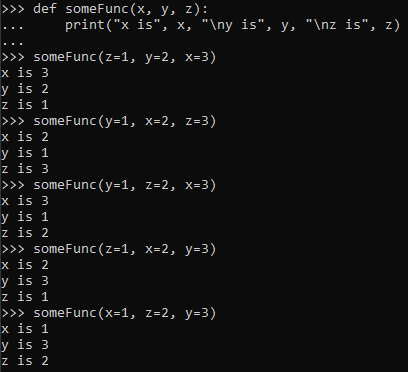 >>> def someFunc(x, y, z):
...     print("x is", x, "\ny is", y, "\nz is", z)
...
>>> someFunc(z=1, y=2, x=3)
x is 3
y is 2
z is 1
>>> someFunc(y=1, x=2, z=3)
x is 2
y is 1
z is 3
>>> someFunc(y=1, z=2, x=3)
x is 3
y is 1
z is 2
>>> someFunc(z=1, x=2, y=3)
x is 2
y is 3
z is 1
>>> someFunc(x=1, z=2, y=3)
x is 1
y is 3
z is 2